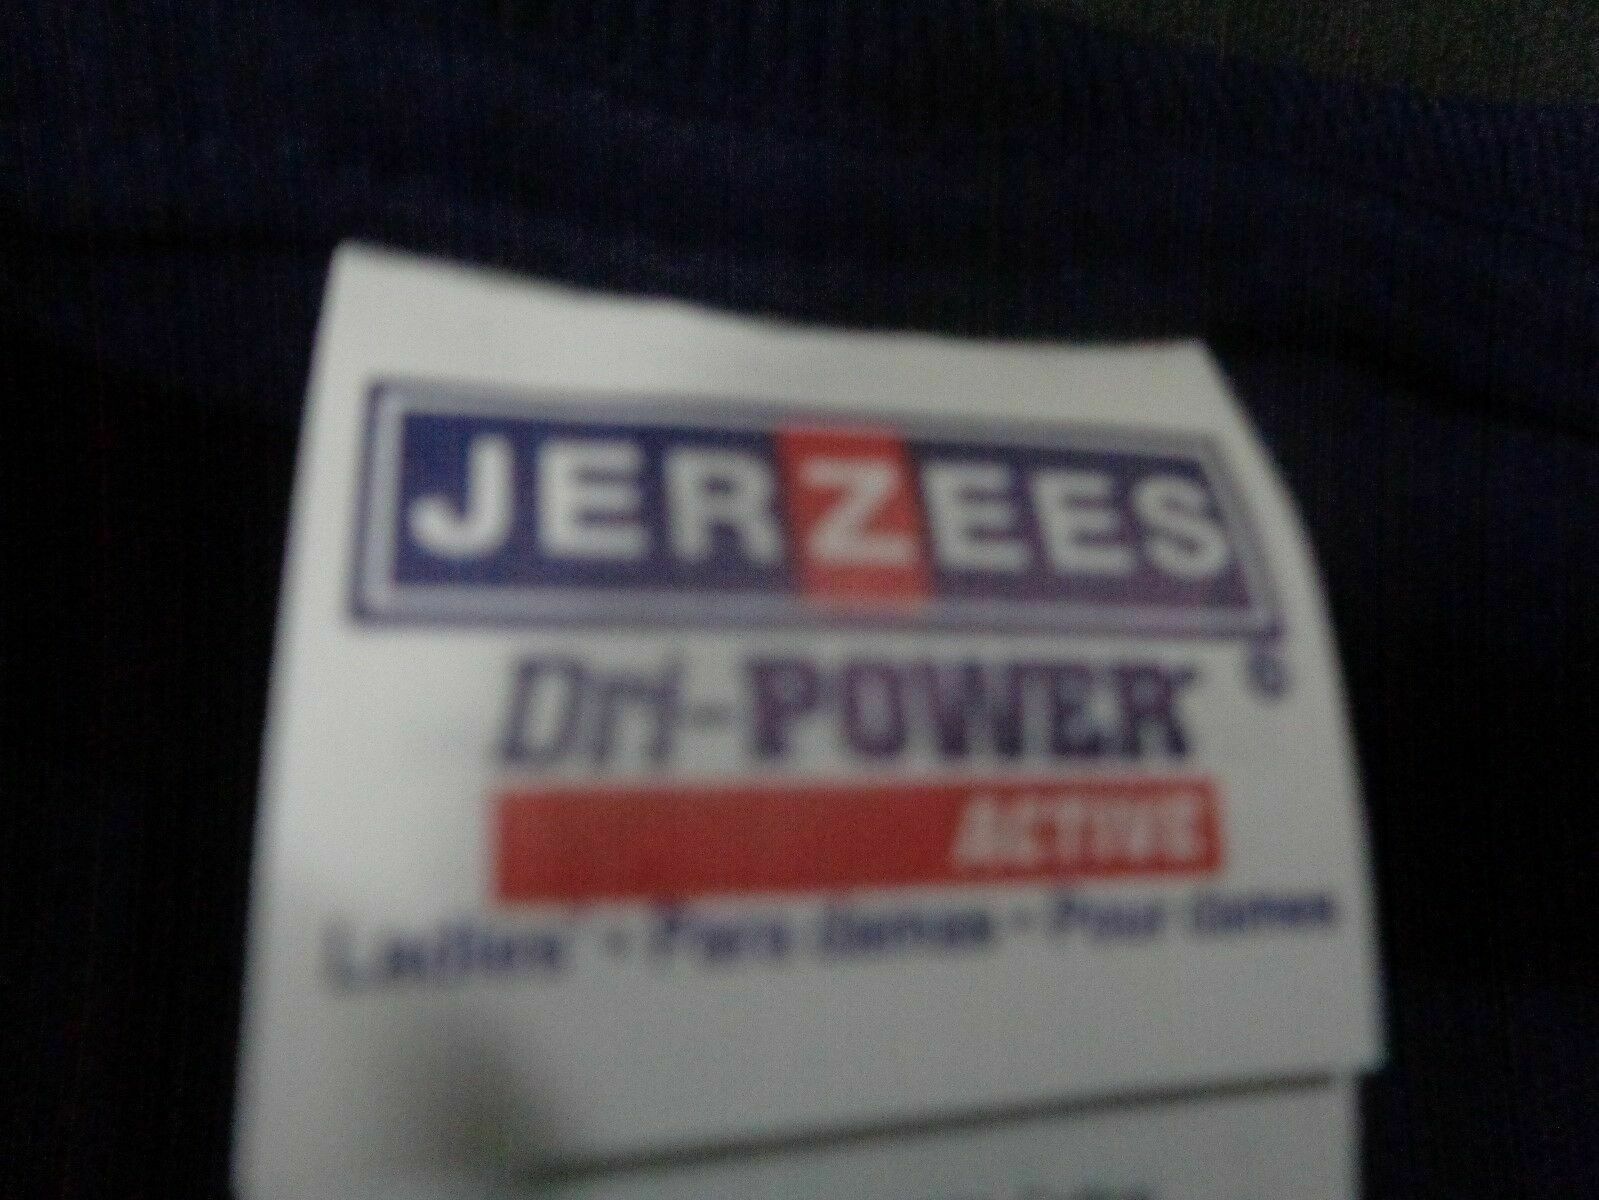 JERZEES
Dri-POWER
ACTIVE
Ladies' • Para Damas • Pour Dames